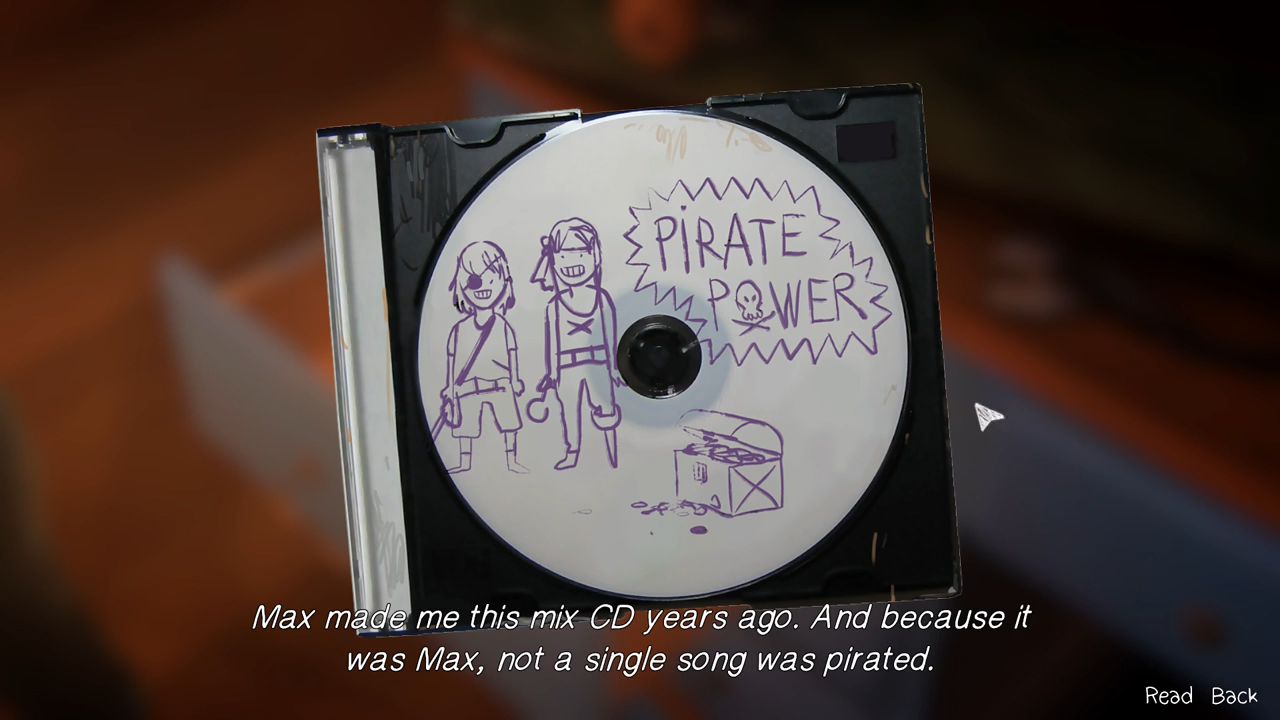 PiRATE
POWER
Max made me this mix CD years ago. And because it
was Max, not a single song was pirated.
Read Back